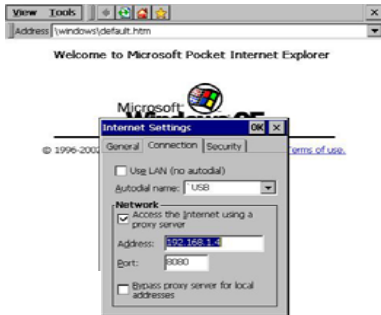 View Tools
Address \windows\default.htm
Welcome to Microsoft Pocket Internet Explorer
Microsoft
Internet Settings OK ×
© 1996-200
General Connection Security
Terms of use.
Use LAN (no autodial)
Autodial name: `USB
Network
Access the Internet using a
proxy server
Address: 192.168.1.4
Port: 8080
Bypass proxy server for local
addresses